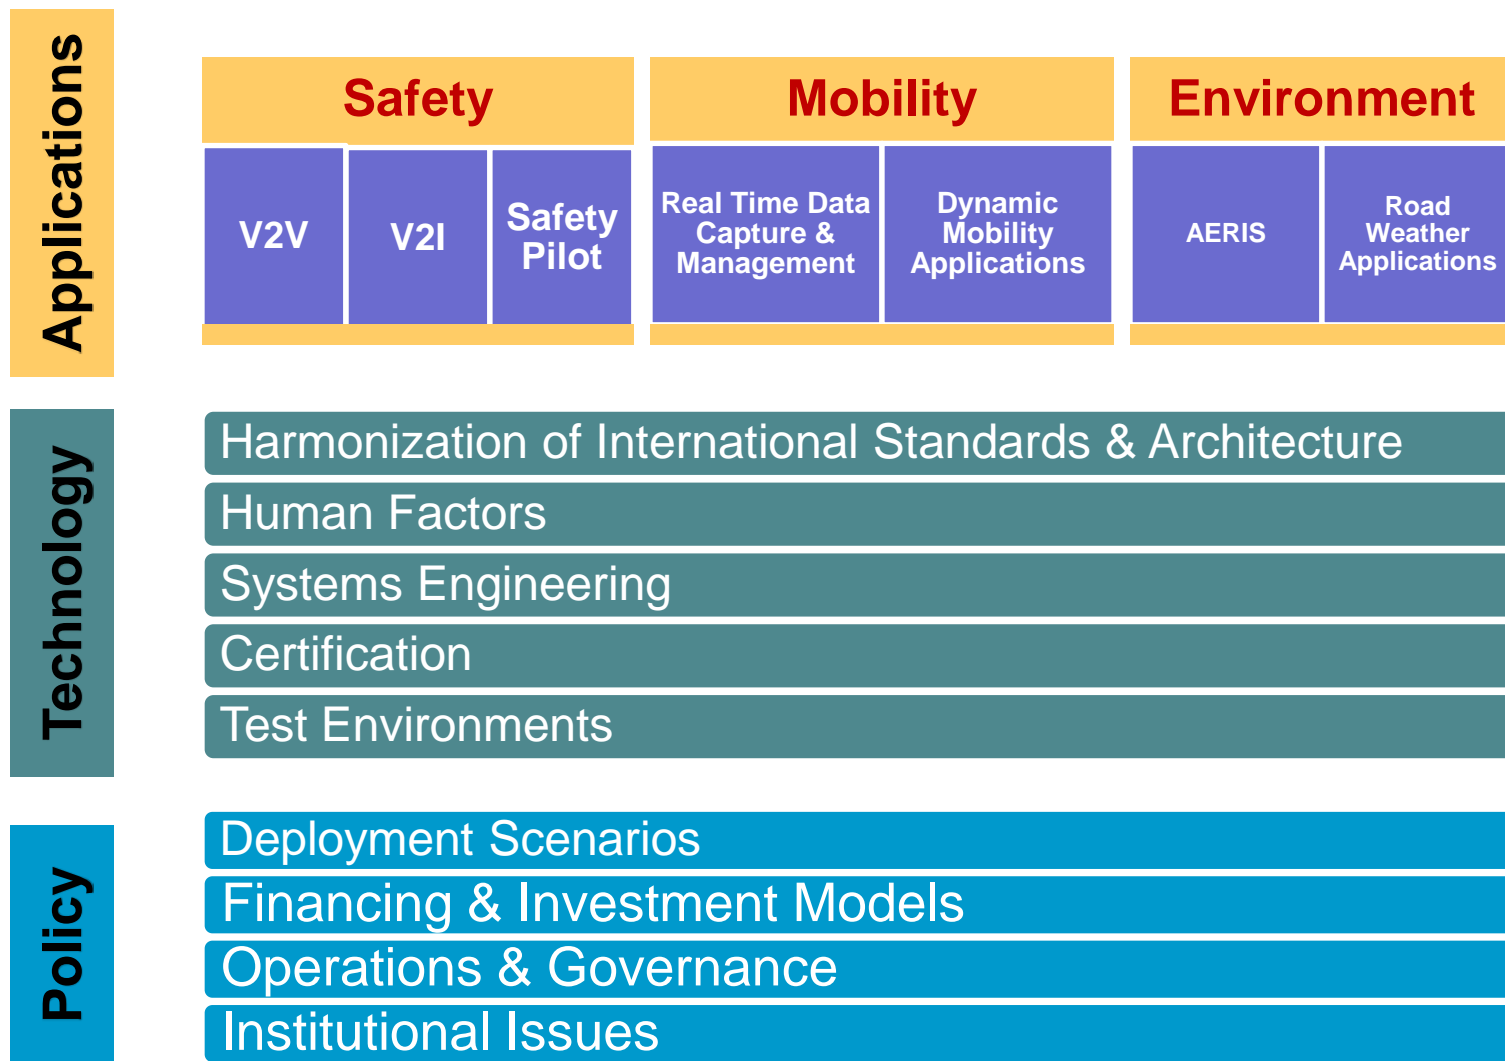 Applications
Safety
Mobility
Environment
V2V
V2I
Safety
Pilot
Real Time Data
Capture &
Management
Dynamic
Mobility
Applications
AERIS
Road
Weather
Applications
Technology
Harmonization of International Standards & Architecture
Human Factors
Systems Engineering
Certification
Test Environments
Policy
Deployment Scenarios
Financing & Investment Models
Operations & Governance
Institutional Issues